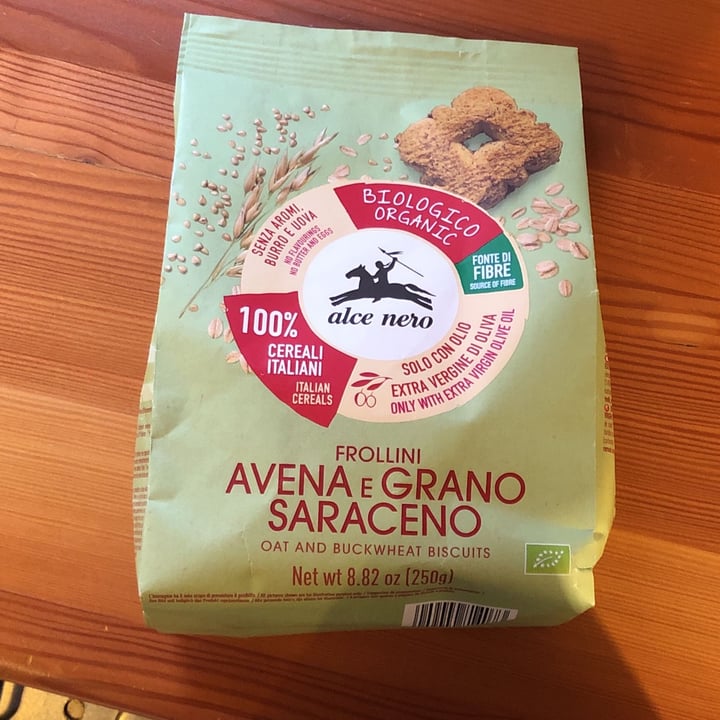 BIOLOGICO
ORGANIC
SENZA AROMI,
BURRO E UOVA
NO FLAVOURINGS
NO BUTTER AND EGGS
FONTE DI
FIBRE
SOURCE OF FIBRE
alce nero
100%
CEREALI
ITALIANI
ITALIAN
CEREALS
SOLO CON OLIO
EXTRA VERGINE DI OLIVA
ONLY WITH EXTRA VIRGIN OLIVE OIL
FROLLINI
AVENA E GRANO
SARACENO
OAT AND BUCKWHEAT BISCUITS
Net wt 8.82 oz (250g)